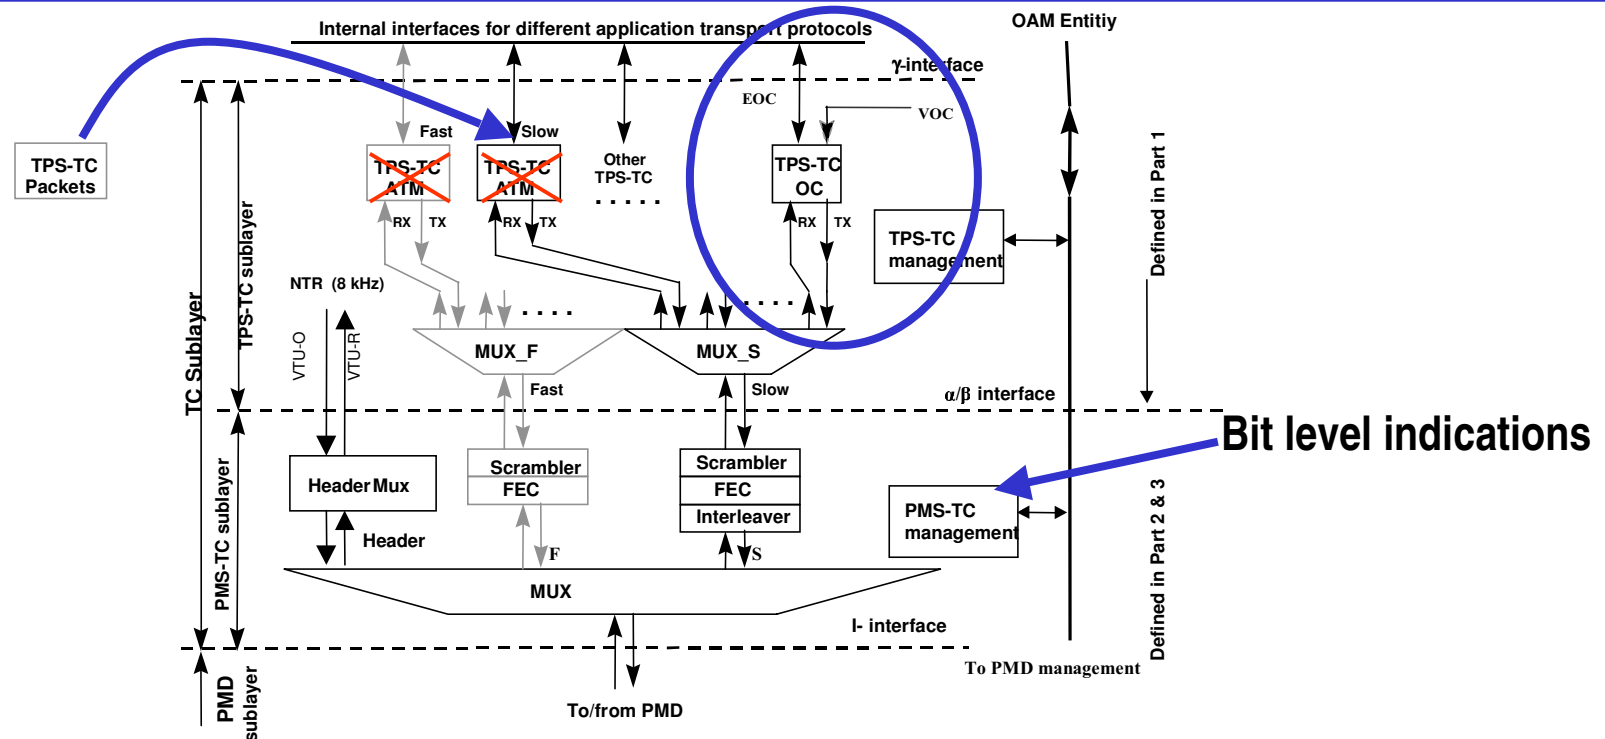 OAM Entitiy
Internal interfaces for different application transport protocols
γ-interface
EOC
VOC
Fast
Slow
TPS-TC
Packets
TPS-TC
ATM
TPS-TC
ATM
Other
TPS-TC
. . . . .
TPS-TC
OC
RX
TX
RX
TX
RX
TX
TPS-TC
management
Defined in Part 1
TC Sublayer
TPS-TC sublayer
NTR (8 kHz)
VTU-O
VTU-R
. . . .
. . . .
MUX_F
MUX_S
Fast
Slow
α/β interface
Bit level indications
PMS-TC sublayer
Header Mux
Scrambler
FEC
Scrambler
FEC
Interleaver
PMS-TC
management
Defined in Part 2 & 3
Header
F
S
MUX
I- interface
To PMD management
PMD
sublayer
To/from PMD